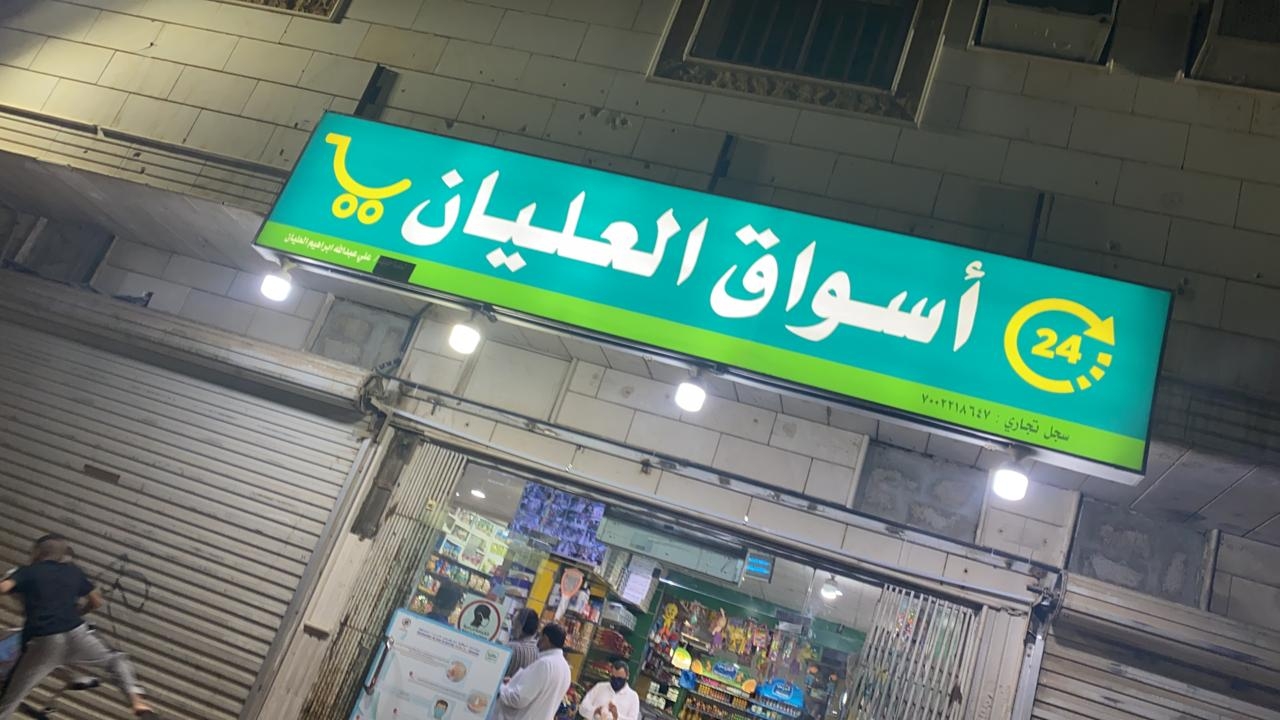 أسواق العليان
24
علي عبدالله ابراهيم العليان
سجل تجاري : ٧٠٠٢٢١٨٦٤٧